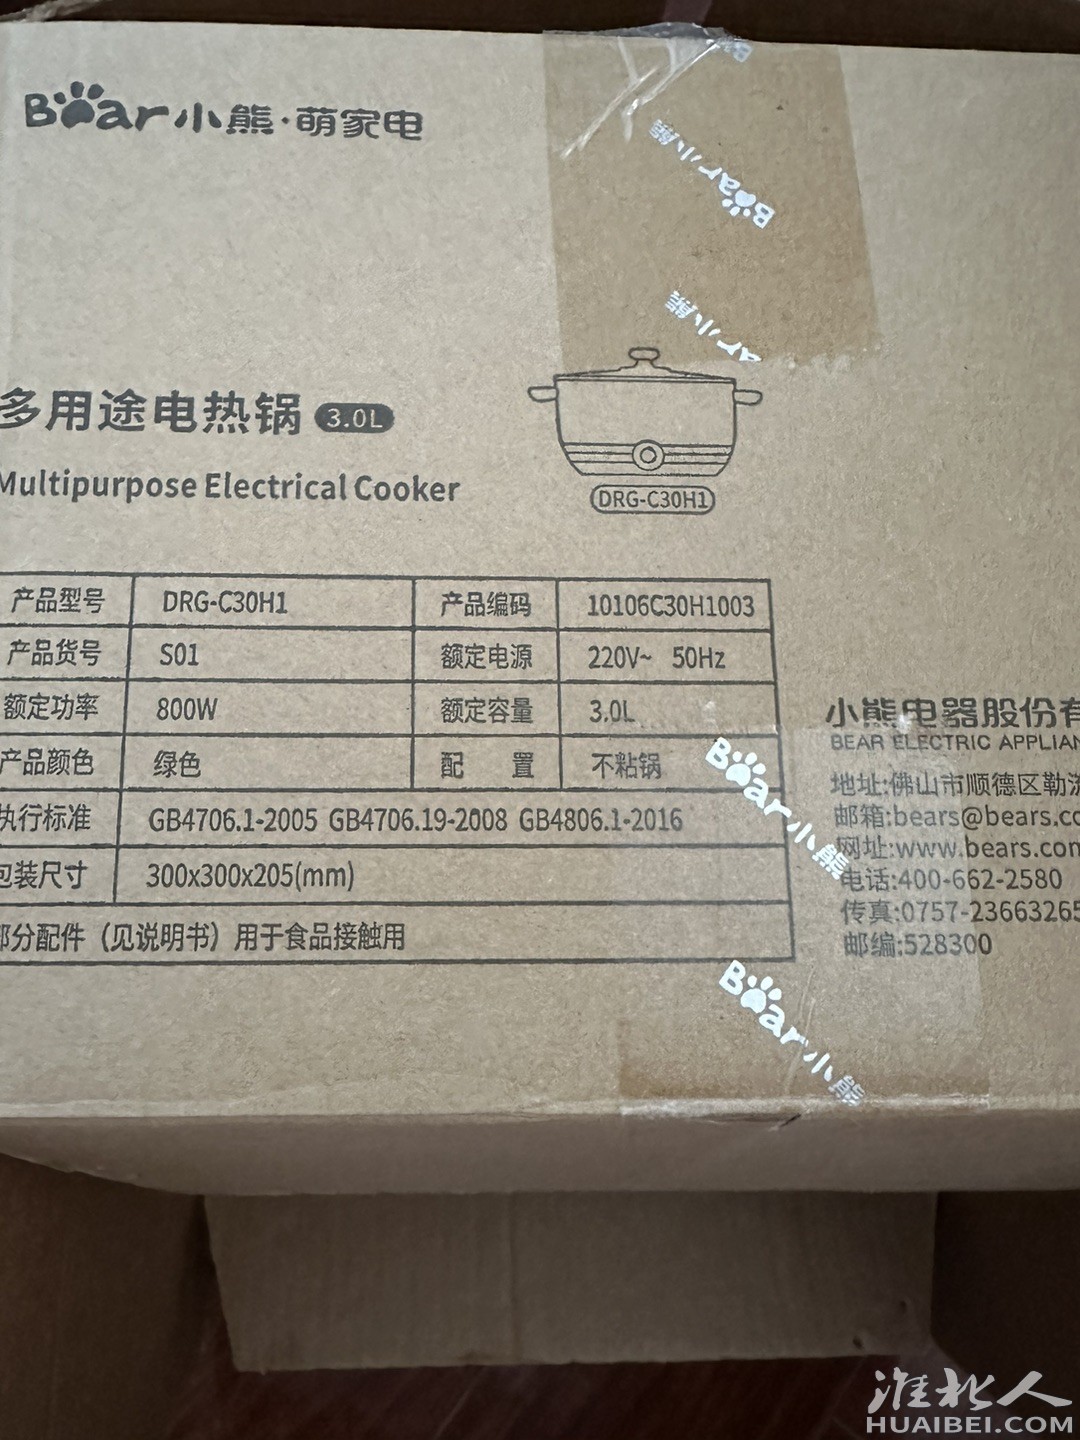 Bear小熊·萌家电
Bear小熊
Bear小熊
多用途电热锅 3.0L
Multipurpose Electrical Cooker
DRG-C30H1
产品型号 DRG-C30H1 产品编码 10106C30H1003
产品货号 S01 额定电源 220V~ 50Hz
额定功率 800W 额定容量 3.0L
产品颜色 绿色 配 置 不粘锅
执行标准 GB4706.1-2005 GB4706.19-2008 GB4806.1-2016
包装尺寸 300x300x205(mm)
部分配件（见说明书）用于食品接触用
小熊电器股份有
BEAR ELECTRIC APPLIAN
地址:佛山市顺德区勒
邮箱:bears@bears.co
网址:www.bears.com
电话:400-662-2580
传真:0757-23663265
邮编:528300
Bear小熊
Bear小熊
淮北人
HUAIBEI.COM